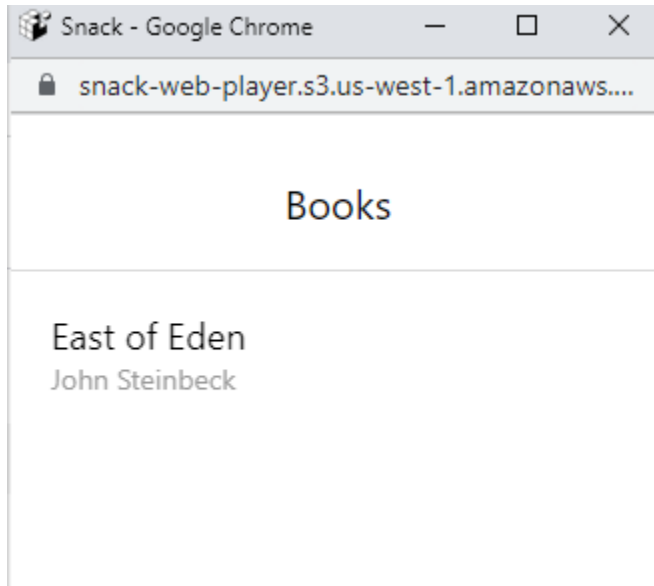 Snack - Google Chrome
snack-web-player.s3.us-west-1.amazonaws....
Books
East of Eden
John Steinbeck